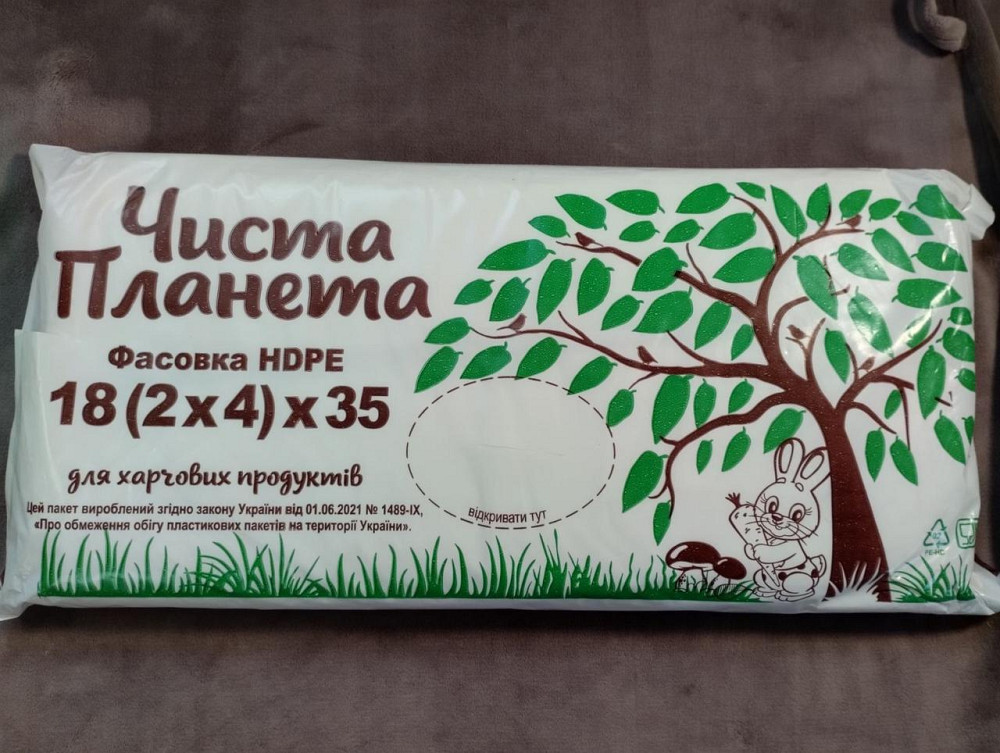 Чиста
Планета
Фасовка HDPE
18(2x4)x35
для харчових продуктів
Цей пакет вироблений згідно закону України від 01.06.2021 № 1489-IX,
«Про обмеження обігу пластикових пакетів на території України».
відкривати тут